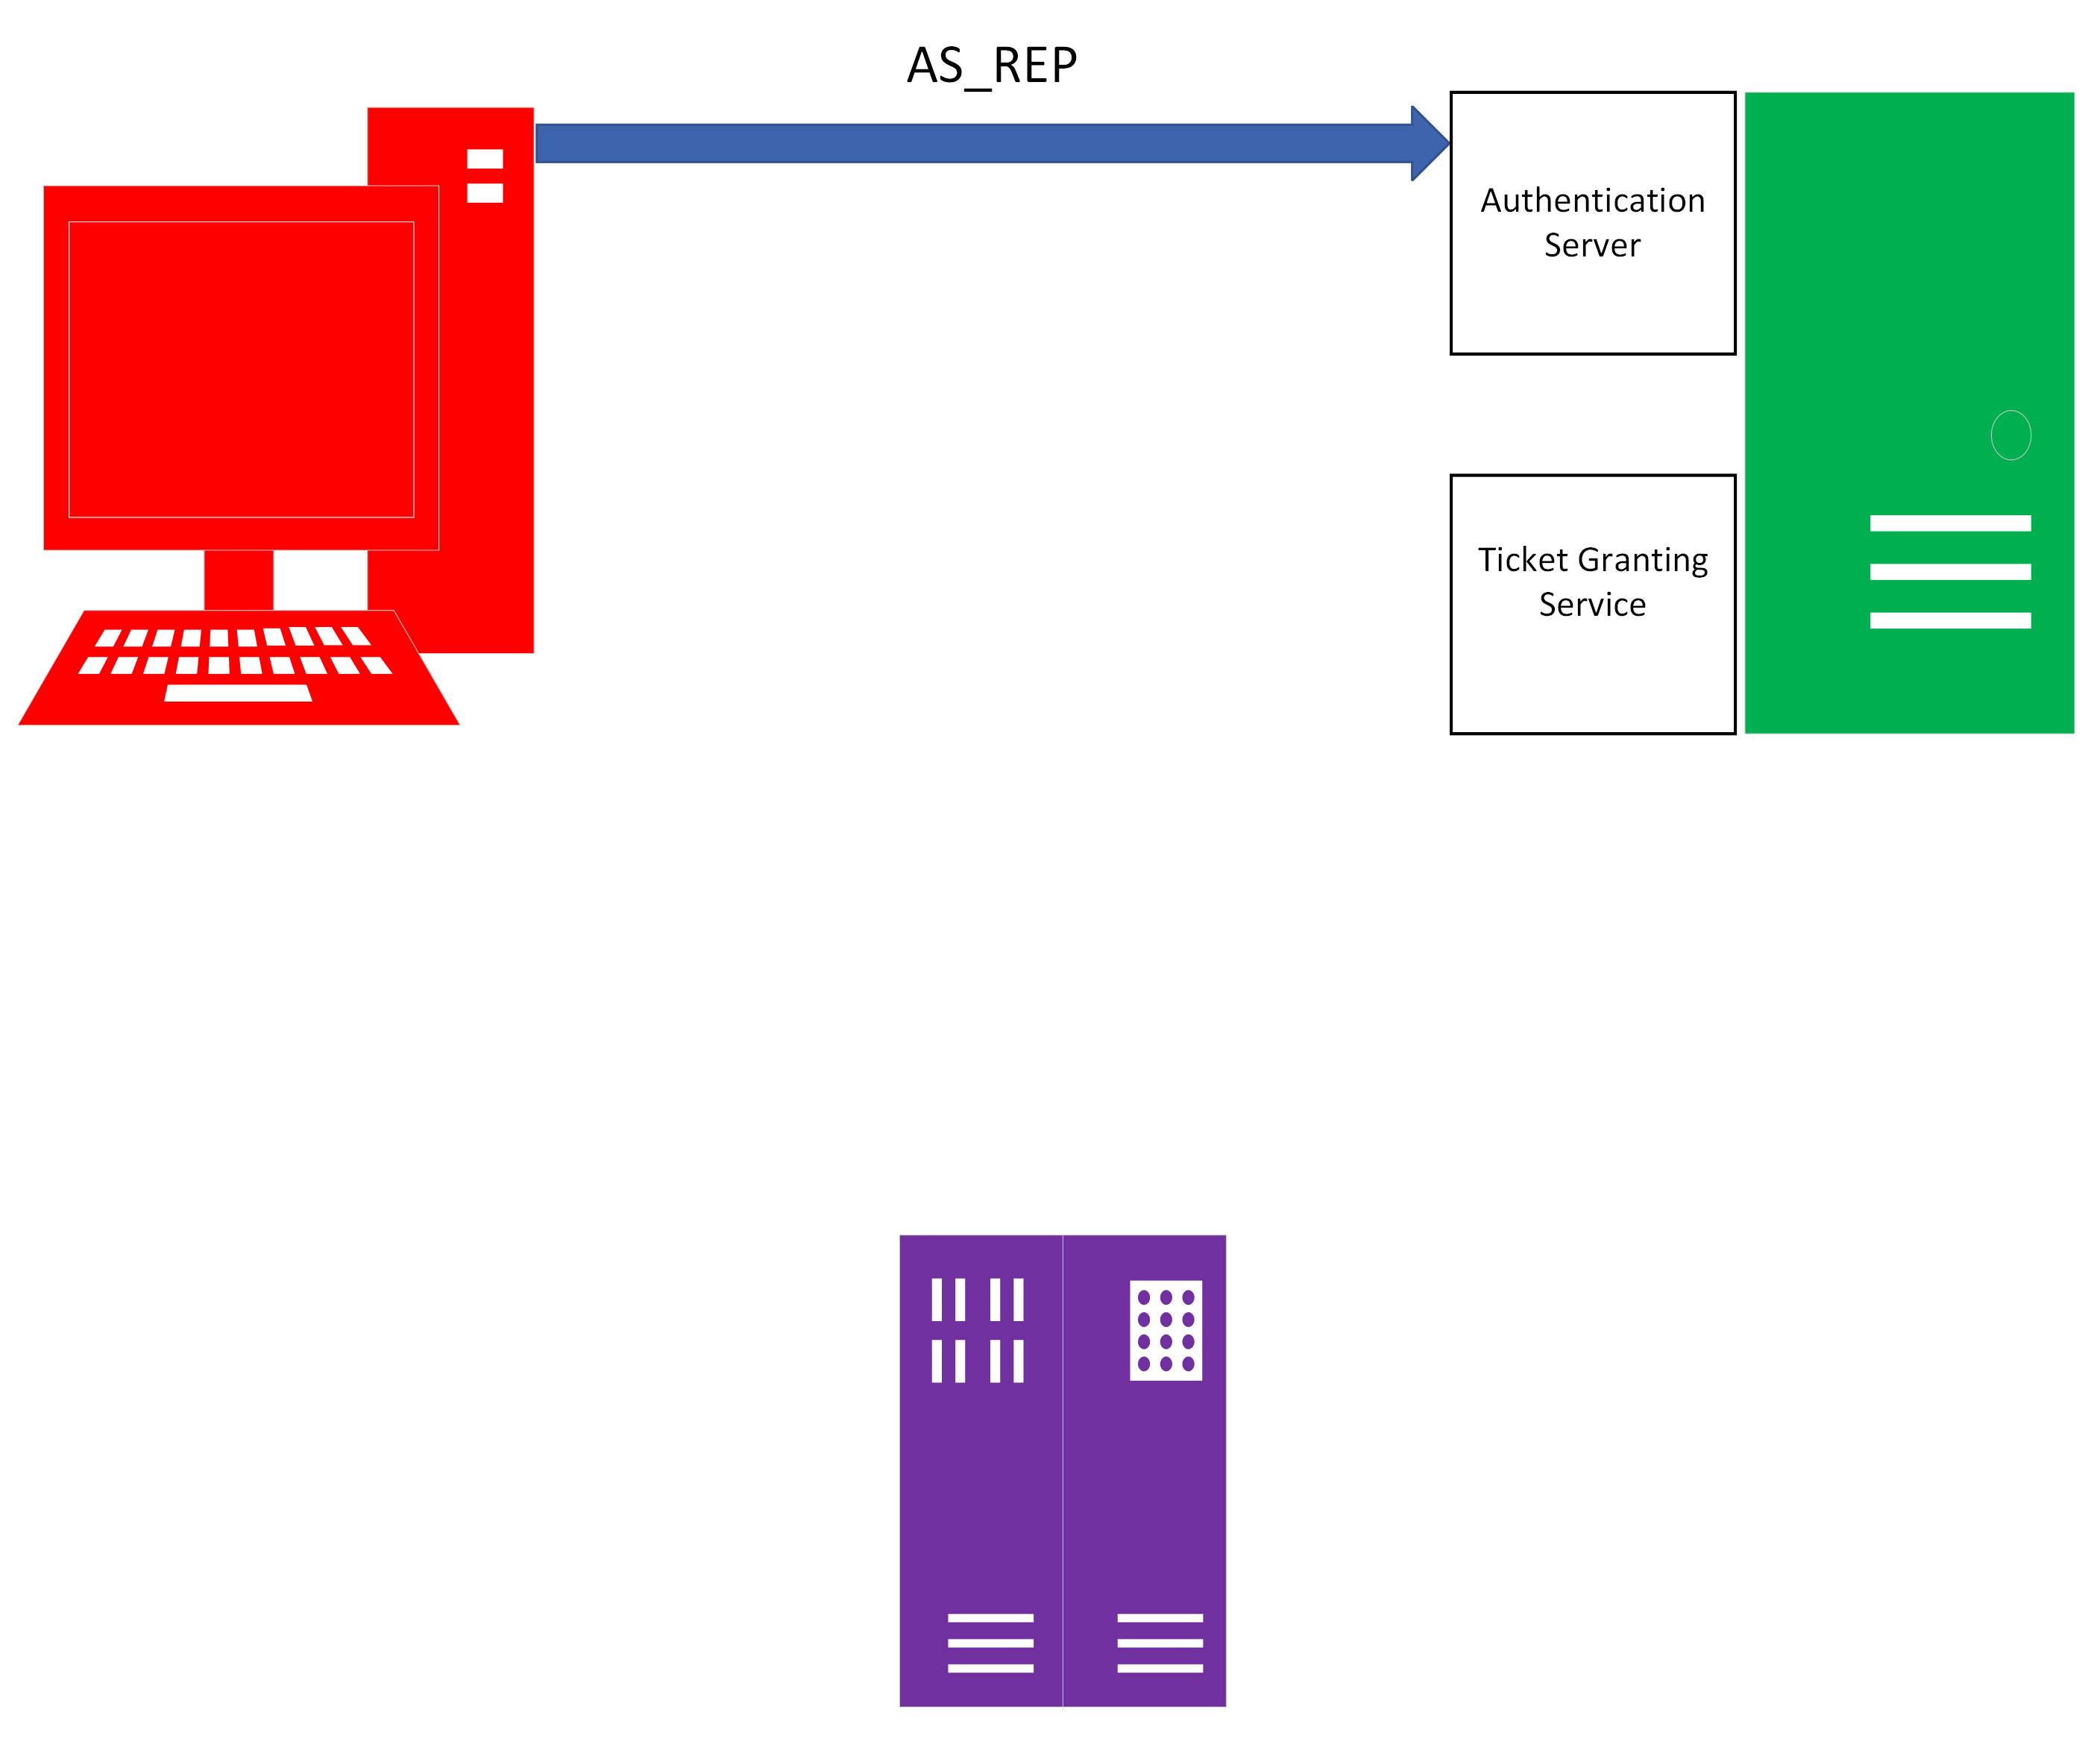 AS_REP
Authentication
Server
Ticket Granting
Service